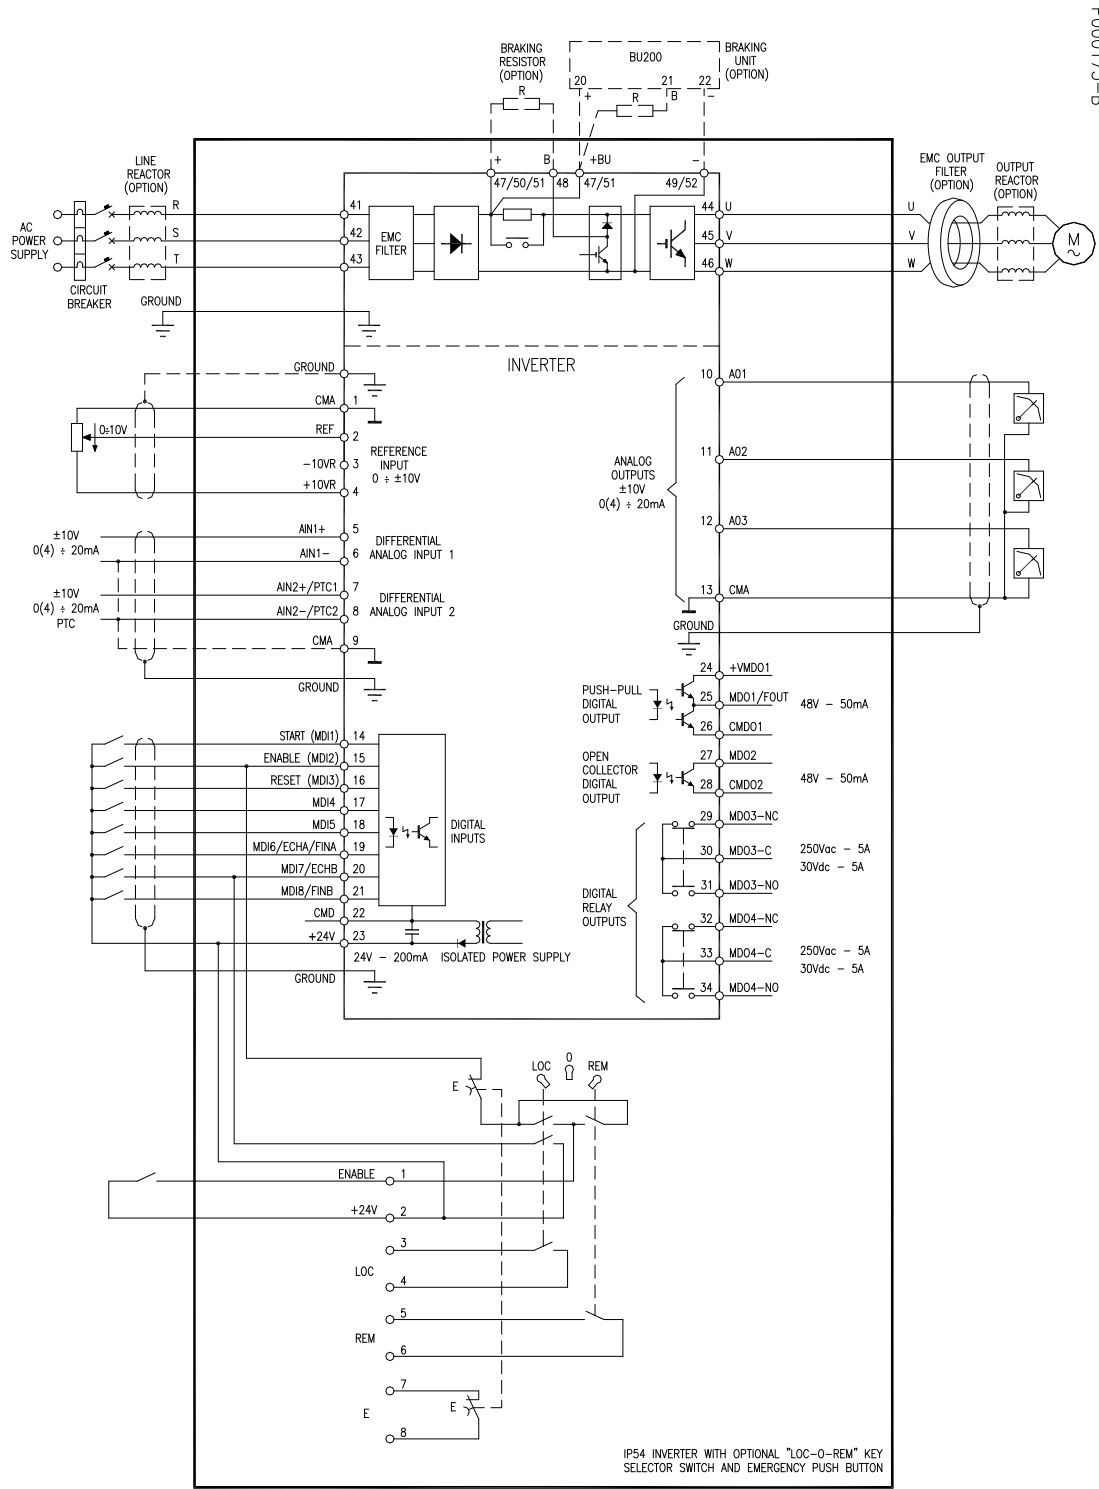 P000173-B
BRAKING
RESISTOR
(OPTION)
R
BU200
BRAKING
UNIT
(OPTION)
20
21
22
+
R
B
-
LINE
REACTOR
(OPTION)
+
B
+BU
-
47/50/51
48
47/51
49/52
EMC OUTPUT
FILTER
(OPTION)
OUTPUT
REACTOR
(OPTION)
AC
POWER
SUPPLY
R
S
T
41
42
43
EMC
FILTER
44 U
45 V
46 W
U
V
W
M
~
CIRCUIT
BREAKER
GROUND
INVERTER
GROUND
CMA 1
0÷10V
REF 2
-10VR 3
+10VR 4
REFERENCE
INPUT
0 ÷ ±10V
10 AO1
11 AO2
ANALOG
OUTPUTS
±10V
0(4) ÷ 20mA
12 AO3
13 CMA
GROUND
±10V
0(4) ÷ 20mA
AIN1+ 5
AIN1- 6
DIFFERENTIAL
ANALOG INPUT 1
±10V
0(4) ÷ 20mA
PTC
AIN2+/PTC1 7
AIN2-/PTC2 8
DIFFERENTIAL
ANALOG INPUT 2
CMA 9
GROUND
24 +VMDO1
PUSH-PULL
DIGITAL
OUTPUT
25 MDO1/FOUT
48V - 50mA
26 CMDO1
OPEN
COLLECTOR
DIGITAL
OUTPUT
27 MDO2
28 CMDO2
48V - 50mA
START (MDI1) 14
ENABLE (MDI2) 15
RESET (MDI3) 16
MDI4 17
MDI5 18
MDI6/ECHA/FINA 19
MDI7/ECHB 20
MDI8/FINB 21
CMD 22
+24V 23
DIGITAL
INPUTS
24V - 200mA ISOLATED POWER SUPPLY
GROUND
29 MDO3-NC
30 MDO3-C
250Vac - 5A
30Vdc - 5A
31 MDO3-NO
DIGITAL
RELAY
OUTPUTS
32 MDO4-NC
33 MDO4-C
250Vac - 5A
30Vdc - 5A
34 MDO4-NO
LOC
0
REM
E
ENABLE 1
+24V 2
3
LOC
4
5
REM
6
7
E
E
8
IP54 INVERTER WITH OPTIONAL "LOC-0-REM" KEY
SELECTOR SWITCH AND EMERGENCY PUSH BUTTON